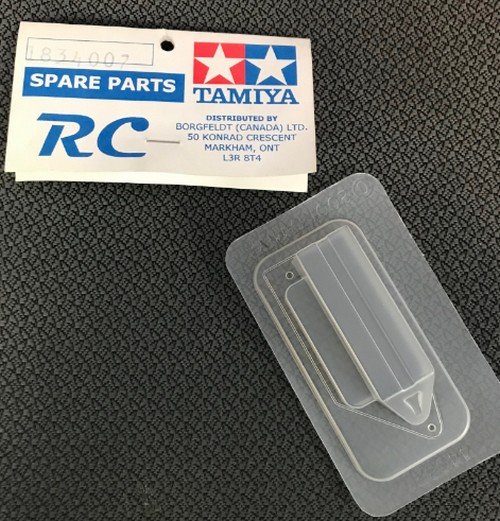 1834007
SPARE PARTS
RC
TAMIYA
DISTRIBUTED BY
BORGFELDT (CANADA) LTD.
50 KONRAD CRESCENT
MARKHAM, ONT
L3R 8T4